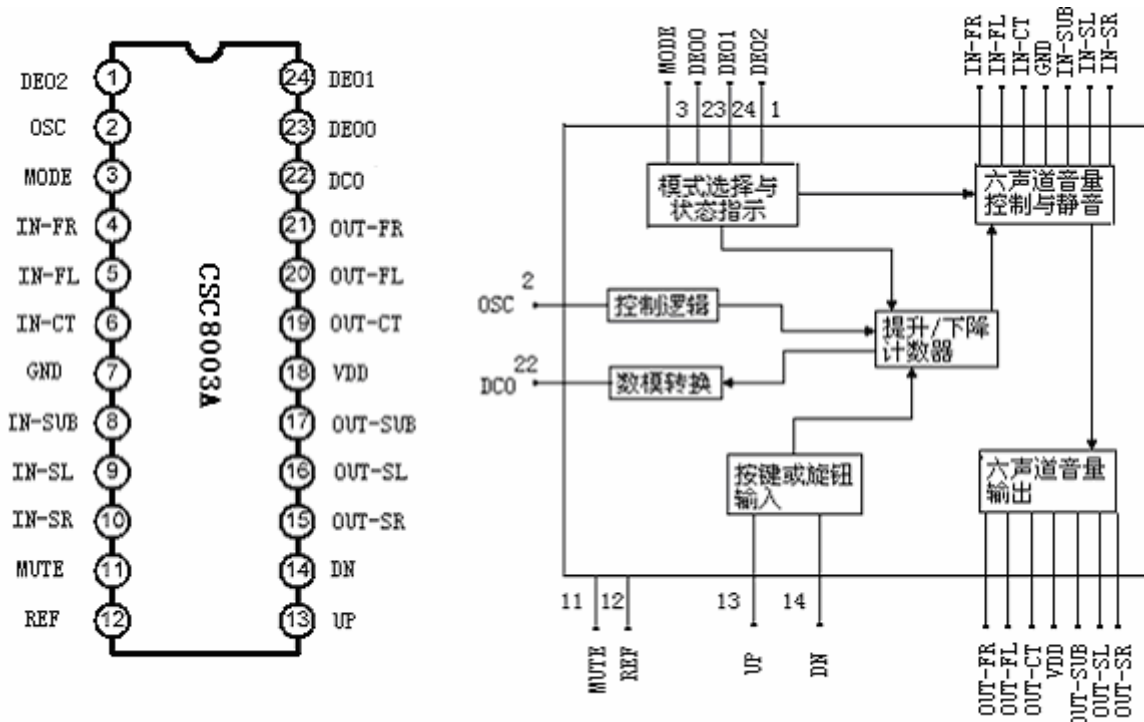 DEO2
1
24
DEO1
OSC
2
23
DEO0
MODE
3
22
DCO
IN-FR
4
21
OUT-FR
IN-FL
5
20
OUT-FL
IN-CT
6
19
OUT-CT
GND
7
18
VDD
IN-SUB
8
17
OUT-SUB
IN-SL
9
16
OUT-SL
IN-SR
10
15
OUT-SR
MUTE
11
14
DN
REF
12
13
UP
CSC8003A
MODE
DEO0
DEO1
DEO2
3
23
24
1
IN-FR
IN-FL
IN-CT
GND
IN-SUB
IN-SL
IN-SR
模式选择与
状态指示
六声道音量
控制与静音
OSC
2
控制逻辑
提升/下降
计数器
DCO
22
数模转换
按键或旋钮
输入
六声道音量
输出
11
12
13
14
MUTE
REF
UP
DN
OUT-FR
OUT-FL
OUT-CT
VDD
OUT-SUB
OUT-SL
OUT-SR